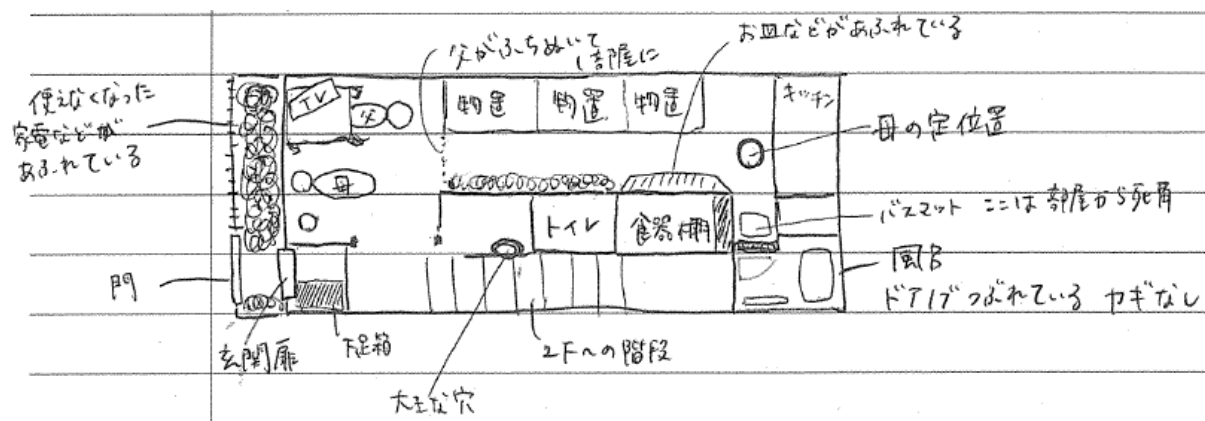 お皿などがあふれている
父がぶちぬいて
1部屋に
使えなくなった
家電などが
あふれている
TV
父
物置
物置
物置
キッチン
母の定位置
母
トイレ
食器棚
バスマット ここは部屋から死角
門
風呂
ドアノブつぶれている カギなし
玄関扉
下足箱
2Fへの階段
大きな穴